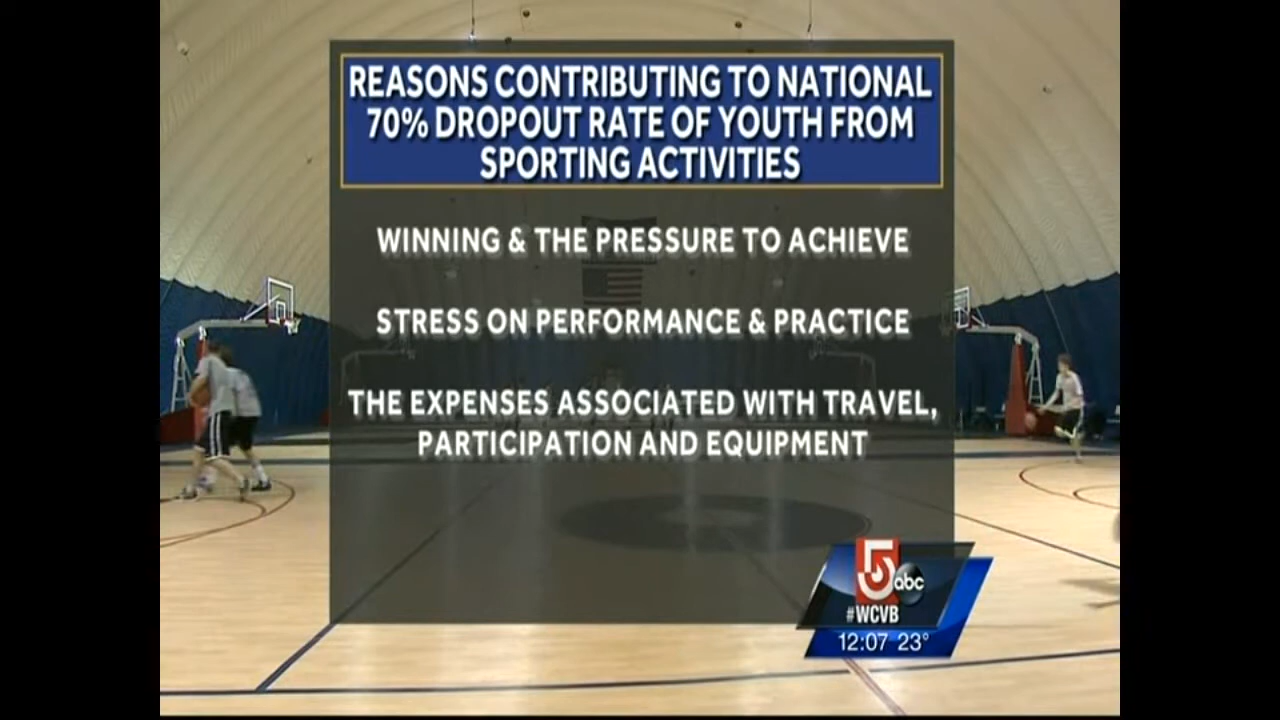 REASONS CONTRIBUTING TO NATIONAL
70% DROPOUT RATE OF YOUTH FROM
SPORTING ACTIVITIES
WINNING & THE PRESSURE TO ACHIEVE
STRESS ON PERFORMANCE & PRACTICE
THE EXPENSES ASSOCIATED WITH TRAVEL,
PARTICIPATION AND EQUIPMENT
5 abc
#WCVB
12:07 23°